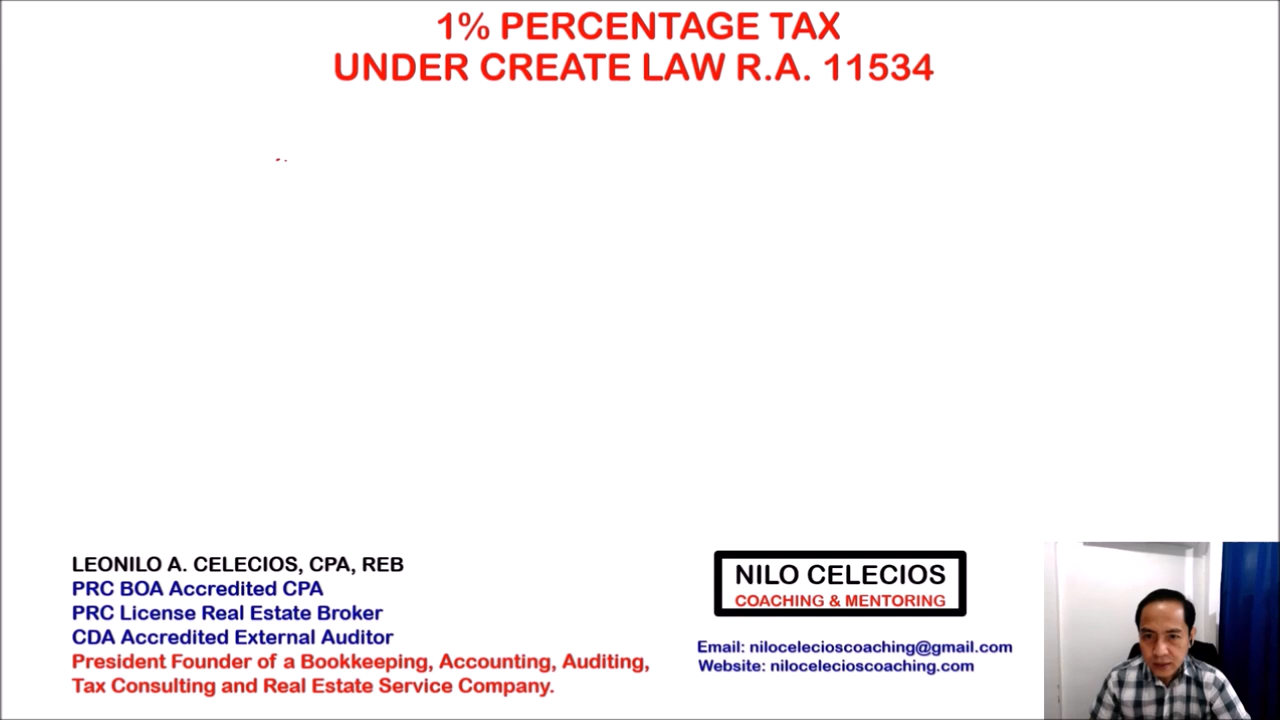 1% PERCENTAGE TAX
UNDER CREATE LAW R.A. 11534
LEONILO A. CELECIOS, CPA, REB
PRC BOA Accredited CPA
PRC License Real Estate Broker
CDA Accredited External Auditor
President Founder of a Bookkeeping, Accounting, Auditing,
Tax Consulting and Real Estate Service Company.
NILO CELECIOS
COACHING & MENTORING
Email: nilocelecioscoaching@gmail.com
Website: nilocelecioscoaching.com